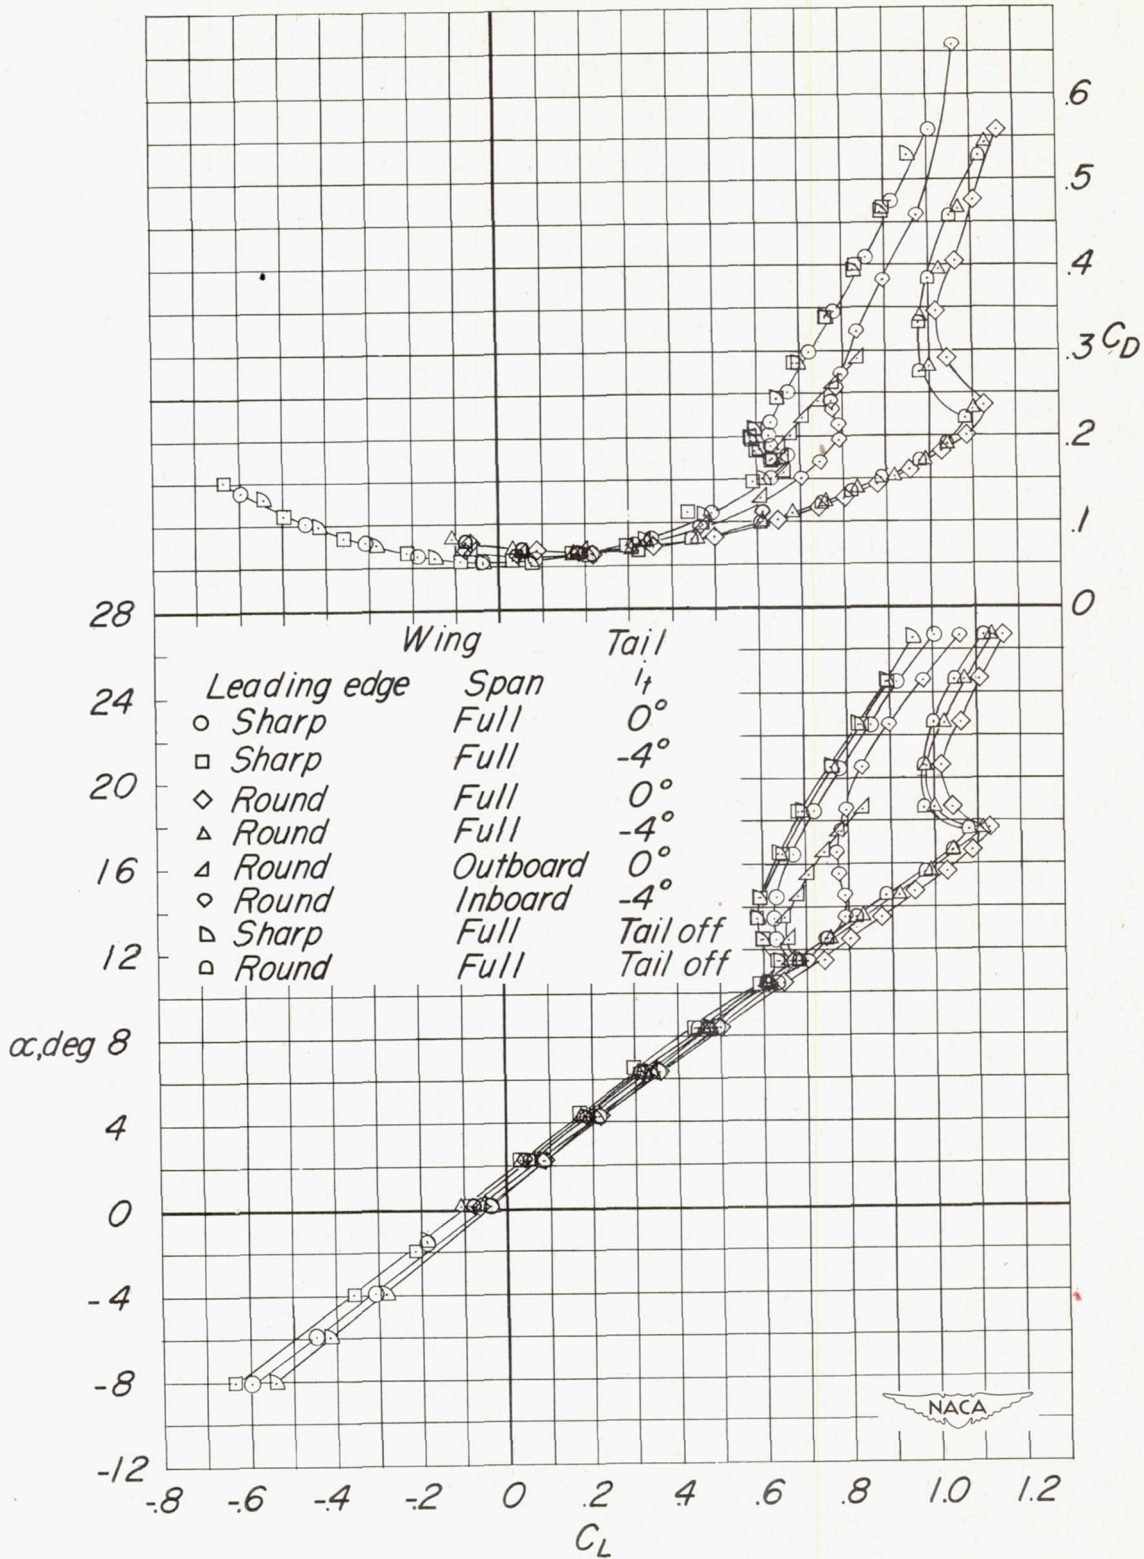 .6
.5
.4
.3 C_D
.2
.1
0
28
Wing Tail
Leading edge Span i_t
Sharp Full 0°
24
Sharp Full -4°
20
Round Full 0°
Round Full -4°
16
Round Outboard 0°
Round Inboard -4°
Sharp Full Tail off
12
Round Full Tail off
α,deg 8
4
0
-4
-8
NACA
-12
-.8 -.6 -.4 -.2 0 .2 .4 .6 .8 1.0 1.2
C_L